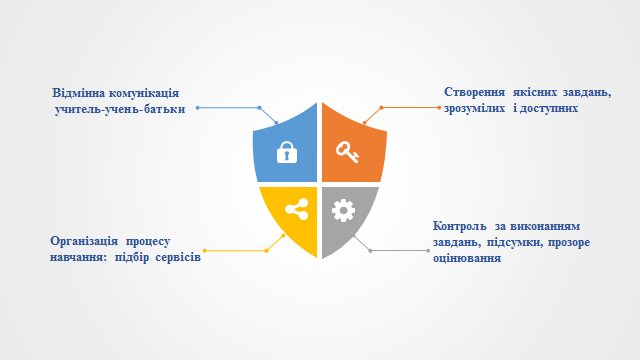 Відмінна комунікація
учитель-учень-батьки
Створення якісних завдань,
зрозумілих і доступних
Організація процесу
навчання: підбір сервісів
Контроль за виконанням
завдань, підсумки, прозоре
оцінювання